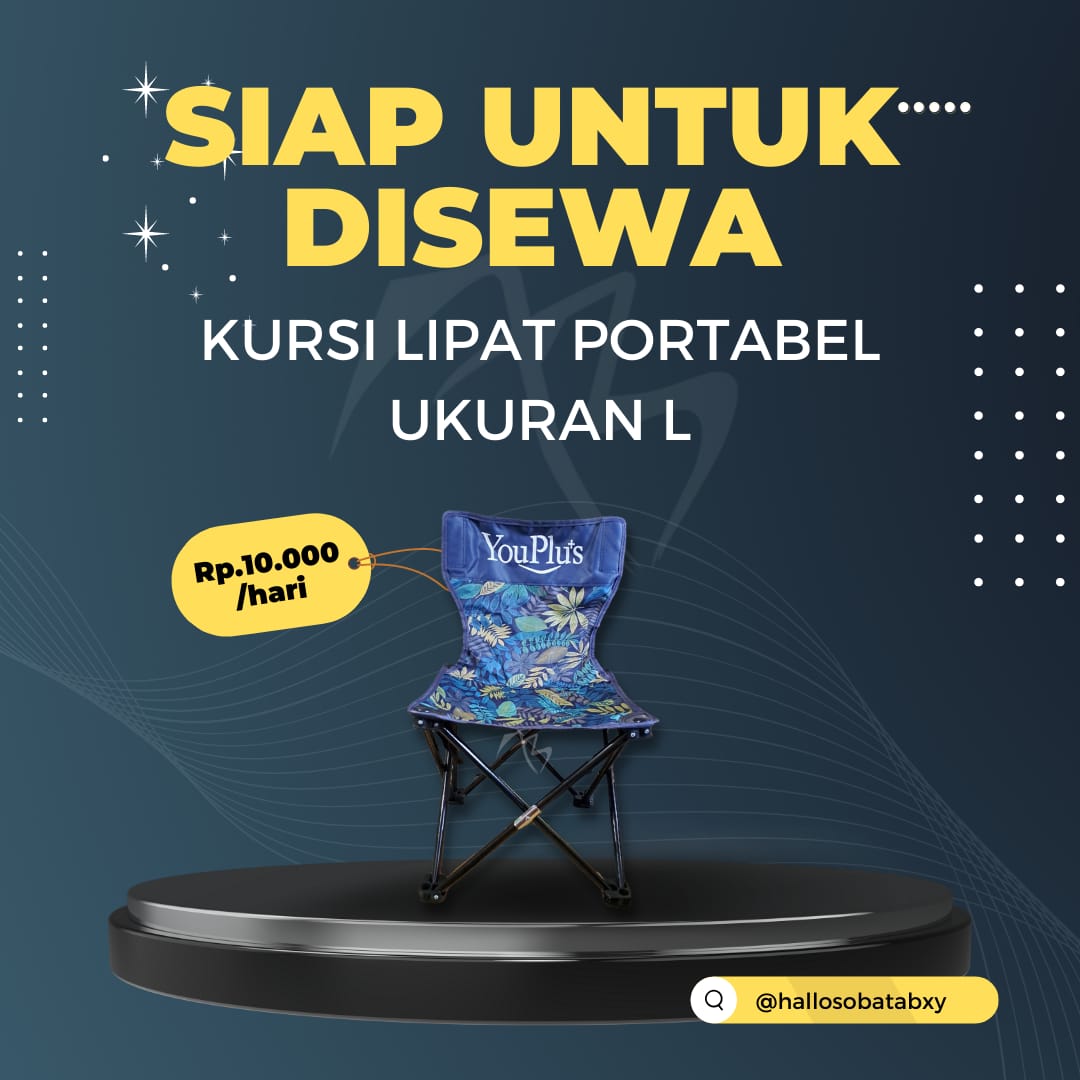 SIAP UNTUK
DISEWA
KURSI LIPAT PORTABEL
UKURAN L
Rp.10.000
/hari
YouPlus
@hallosobatabxy